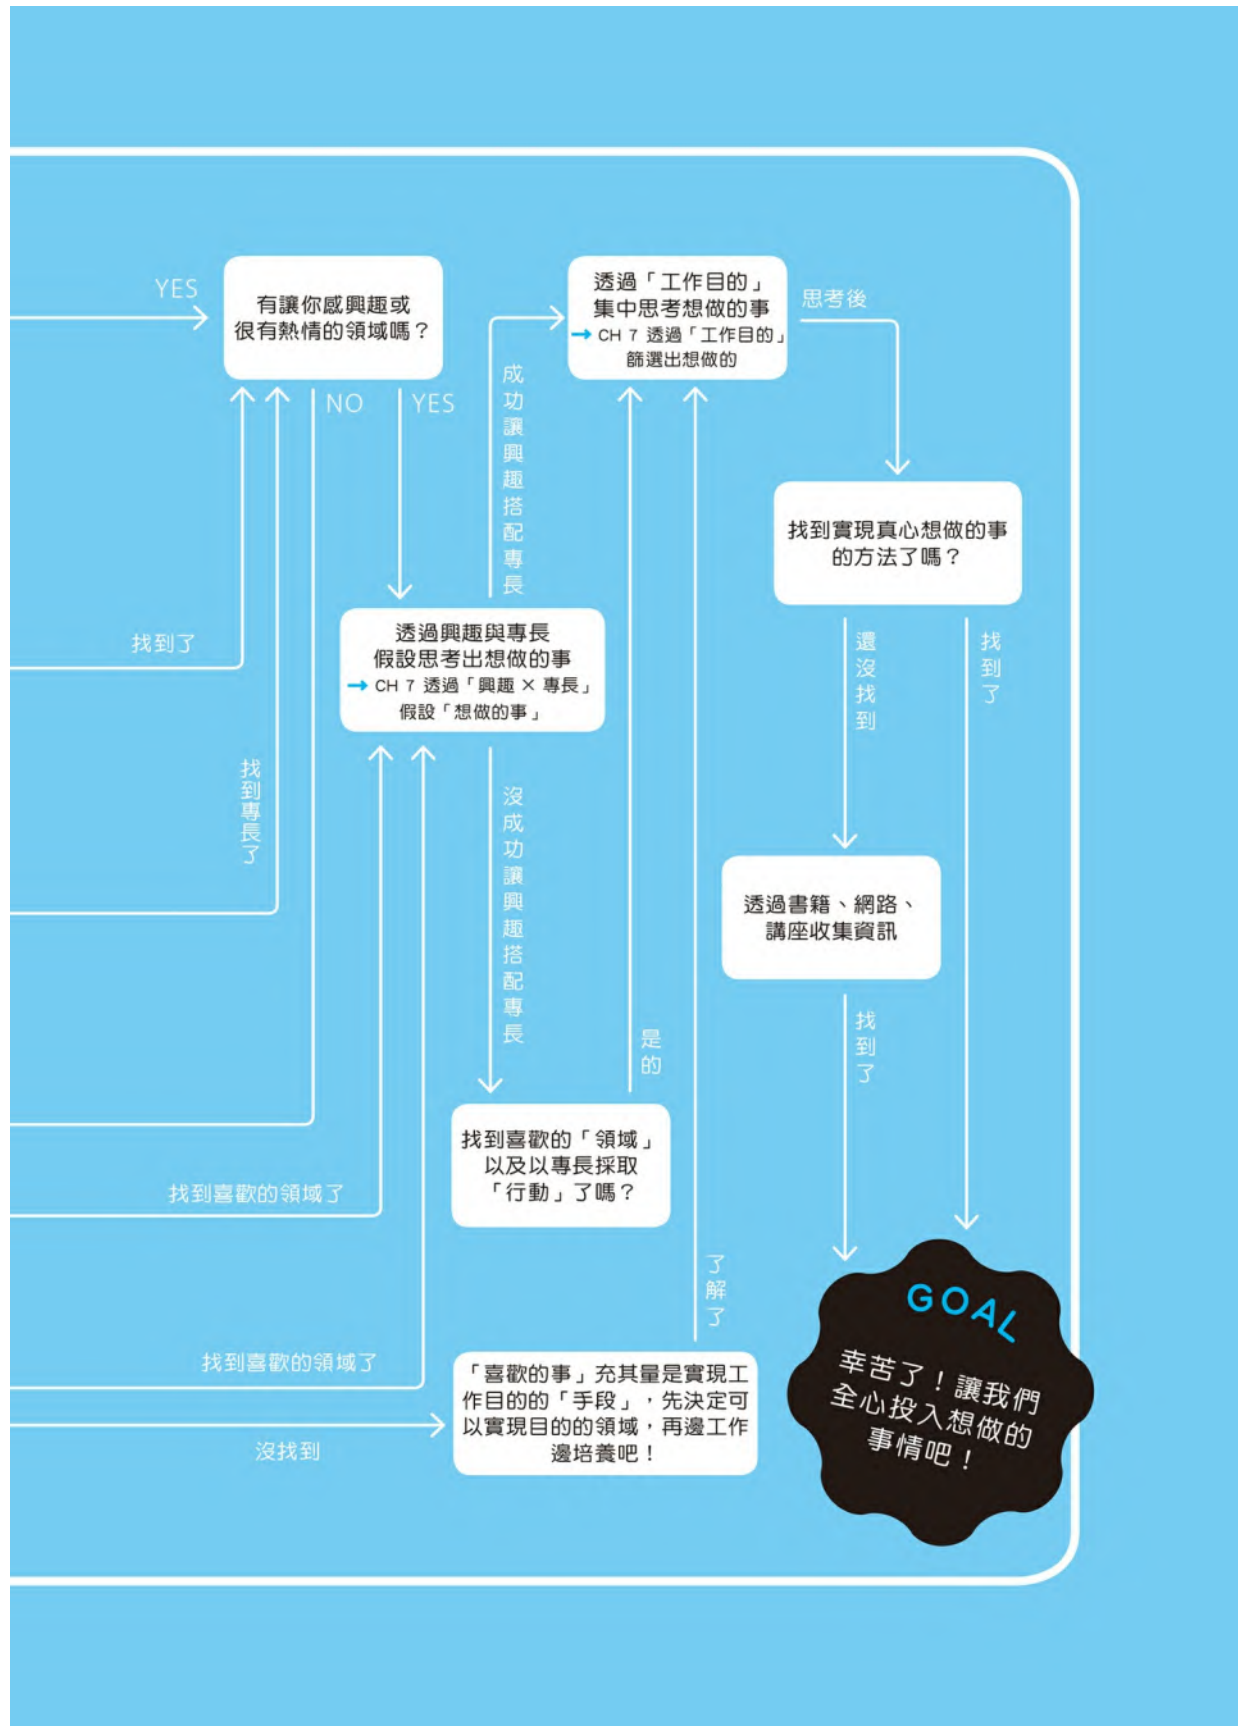 YES
有讓你感興趣或
很有熱情的領域嗎？
NO
YES
找到了
找到專長了
成功讓興趣搭配專長
透過「工作目的」
集中思考想做的事
→ CH 7 透過「工作目的」
篩選出想做的
思考後
找到實現真心想做的事
的方法了嗎？
還沒找到
找到了
透過興趣與專長
假設思考出想做的事
→ CH 7 透過「興趣 × 專長」
假設「想做的事」
沒成功讓興趣搭配專長
透過書籍、網路、
講座收集資訊
找到了
是的
找到喜歡的「領域」
以及以專長採取
「行動」了嗎？
找到喜歡的領域了
了解了
找到喜歡的領域了
沒找到
「喜歡的事」充其量是實現工
作目的的「手段」，先決定可
以實現目的的領域，再邊工作
邊培養吧！
GOAL
幸苦了！讓我們
全心投入想做的
事情吧！